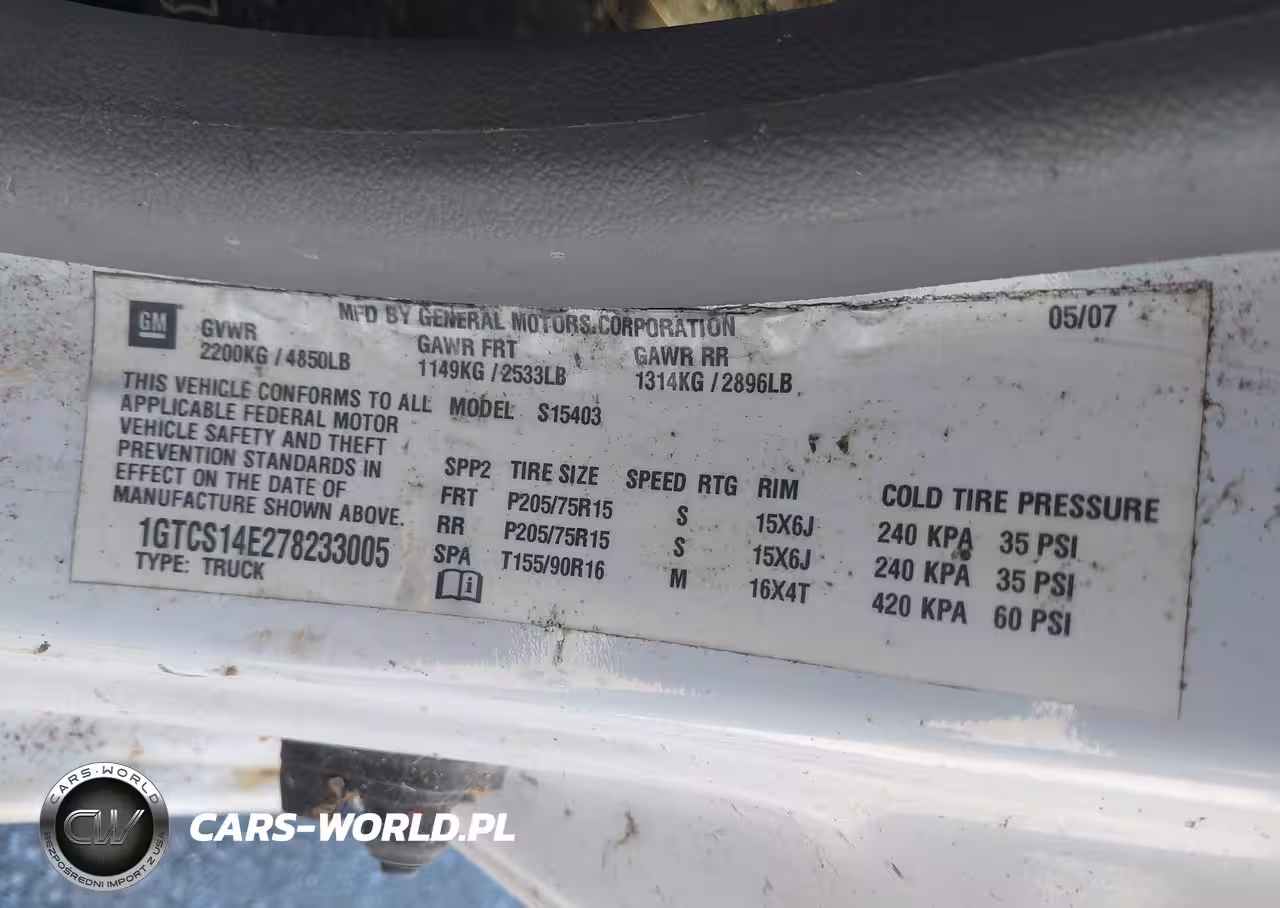 GM
MFD BY GENERAL MOTORS CORPORATION
05/07
GVWR GAWR FRT GAWR RR
2200KG / 4850LB 1149KG / 2533LB 1314KG / 2896LB
THIS VEHICLE CONFORMS TO ALL
APPLICABLE FEDERAL MOTOR
VEHICLE SAFETY AND THEFT
PREVENTION STANDARDS IN
EFFECT ON THE DATE OF
MANUFACTURE SHOWN ABOVE.
1GTCS14E278233005
TYPE: TRUCK
MODEL S15403
SPP2 TIRE SIZE SPEED RTG RIM COLD TIRE PRESSURE
FRT P205/75R15 S 15X6J 240 KPA 35 PSI
RR P205/75R15 S 15X6J 240 KPA 35 PSI
SPA T155/90R16 M 16X4T 420 KPA 60 PSI
i
CARS-WORLD
CW
BEZPOŚREDNI IMPORT Z USA
CARS-WORLD.PL